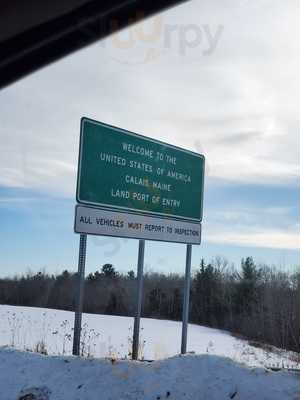 sluurpy
WELCOME TO THE
UNITED STATES OF AMERICA
CALAIS, MAINE
LAND PORT OF ENTRY
ALL VEHICLES MUST REPORT TO INSPECTION